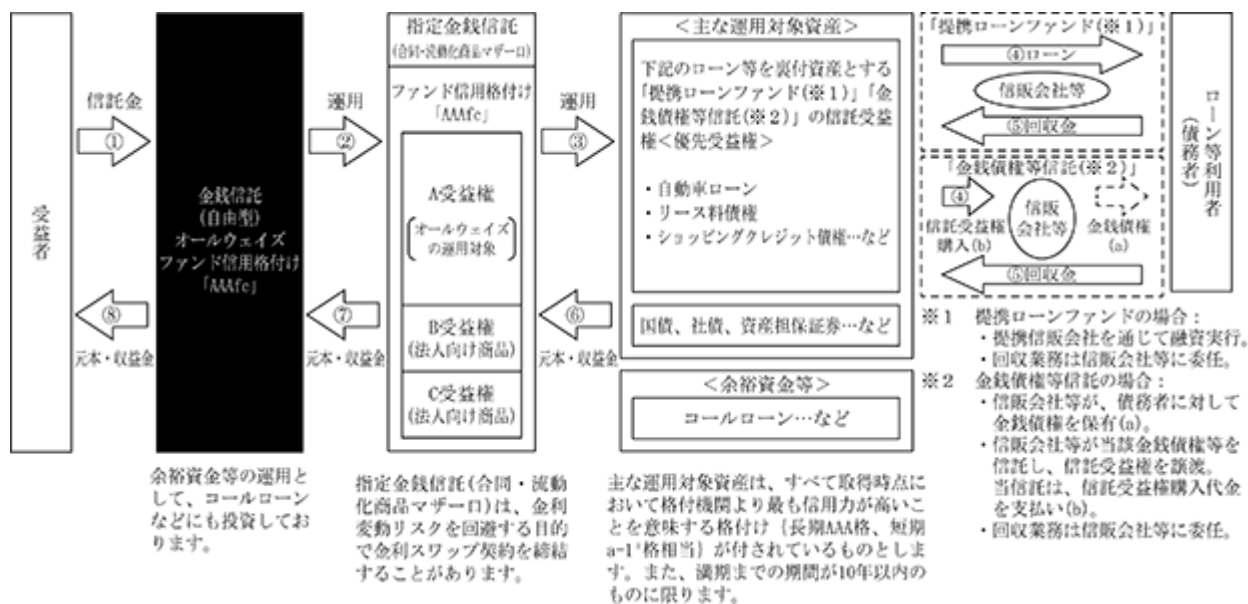 受益者
信託金
①
⑧
元本・収益金
金銭信託
(自由型)
オールウェイズ
ファンド信用格付け
「AAAfc」
余裕資金等の運用と
して、コールローン
などにも投資してお
ります。
運用
②
⑦
元本・収益金
指定金銭信託
(合同・流動化商品マザー口)
ファンド信用格付け
「AAAfc」
A受益権
オールウェイズ
の運用対象
B受益権
(法人向け商品)
C受益権
(法人向け商品)
指定金銭信託(合同・流動
化商品マザー口)は、金利
変動リスクを回避する目的
で金利スワップ契約を締結
することがあります。
運用
③
⑥
元本・収益金
<主な運用対象資産>
下記のローン等を裏付資産とする
「提携ローンファンド(※1)」「金
銭債権等信託(※2)」の信託受益
権<優先受益権>
・自動車ローン
・リース料債権
・ショッピングクレジット債権…など
国債、社債、資産担保証券…など
<余裕資金等>
コールローン…など
主な運用対象資産は、すべて取得時点に
おいて格付機関より最も信用力が高いこ
とを意味する格付け{長期AAA格、短期
a-1+格相当}が付されているものとしま
す。また、満期までの期間が10年以内の
ものに限ります。
「提携ローンファンド(※1)」
④ローン
信販会社等
⑤回収金
「金銭債権等信託(※2)」
④
信託受益権
購入(b)
信販
会社等
金銭債権
(a)
⑤回収金
ローン等利用者
(債務者)
※1 提携ローンファンドの場合:
・提携信販会社を通じて融資実行。
・回収業務は信販会社等に委任。
※2 金銭債権等信託の場合:
・信販会社等が、債務者に対して
金銭債権を保有(a)。
・信販会社等が当該金銭債権等を
信託し、信託受益権を譲渡。
当信託は、信託受益権購入代金
を支払い(b)。
・回収業務は信販会社等に委任。